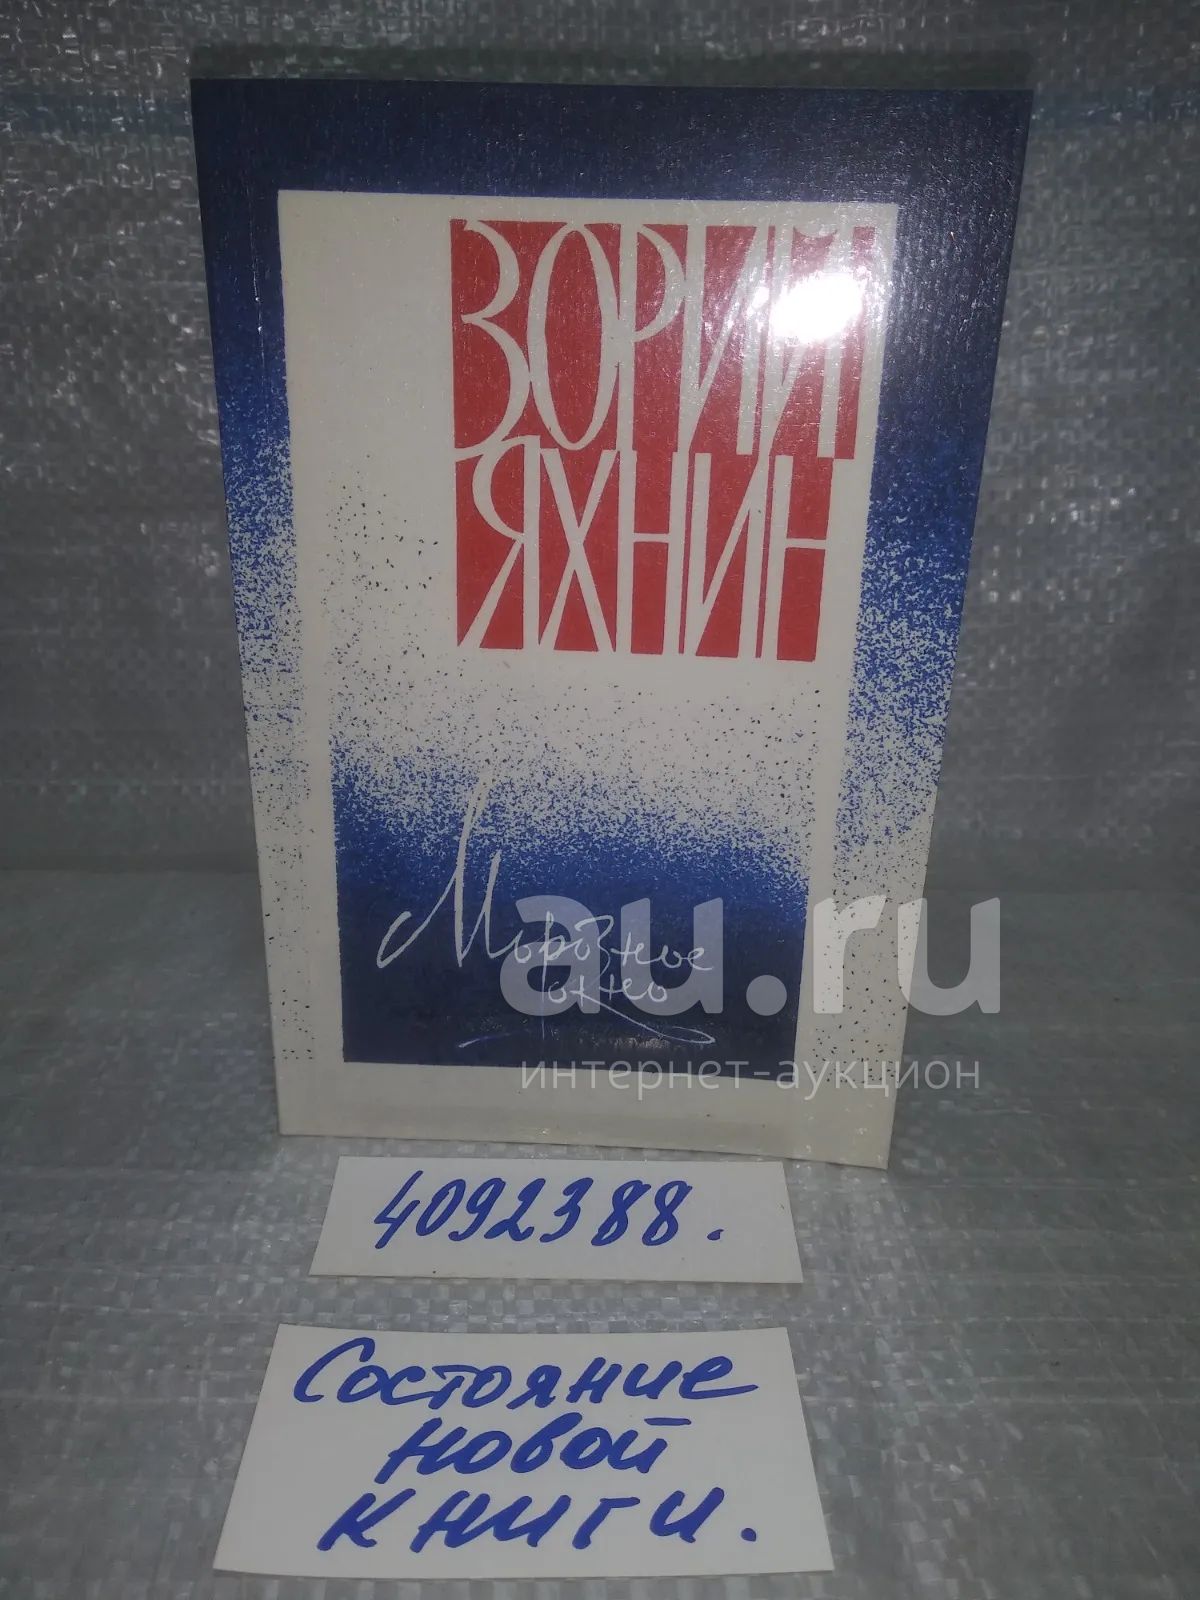 ЗОРИЙ
ЯХНИН
Морозное
окно
au.ru
интернет-аукцион
4092388.
Состояние
новой
книги.